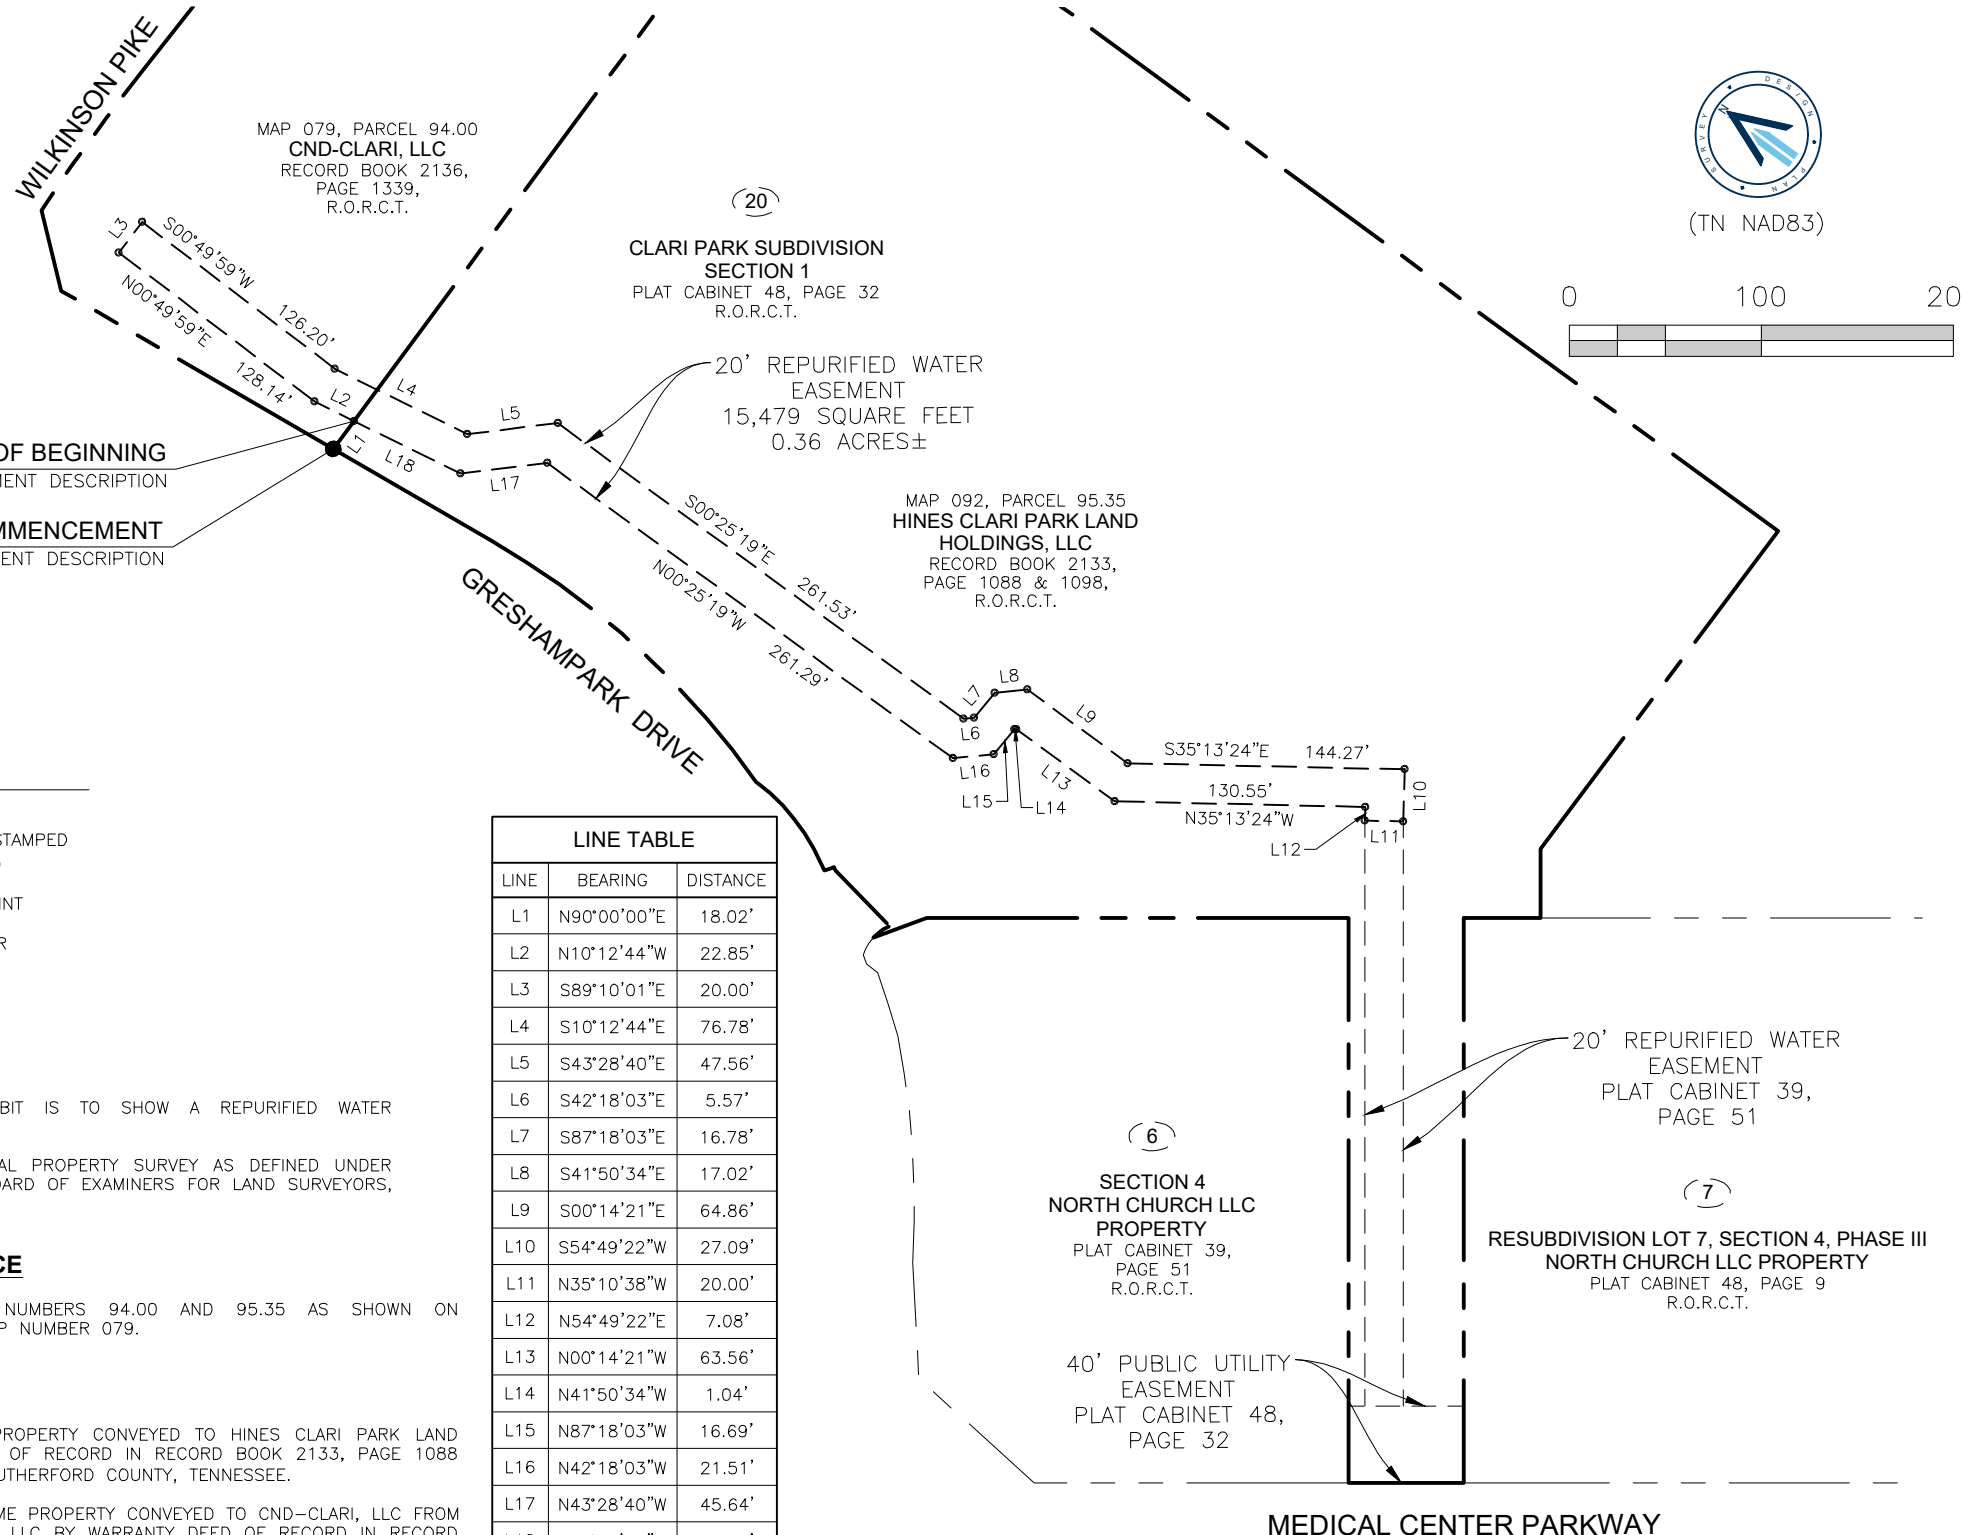 WILKINSON PIKE
MAP 079, PARCEL 94.00
CND-CLARI, LLC
RECORD BOOK 2136,
PAGE 1339,
R.O.R.C.T.
20
CLARI PARK SUBDIVISION
SECTION 1
PLAT CABINET 48, PAGE 32
R.O.R.C.T.
SURVEY
DESIGN
PLAN
N
(TN NAD83)
0 100 20
L3
S00°49'59"W 126.20'
N00°49'59"E 128.14'
L2
L4
L5
L1
L18
L17
20' REPURIFIED WATER
EASEMENT
15,479 SQUARE FEET
0.36 ACRES±
OF BEGINNING
MENT DESCRIPTION
MMENCEMENT
ENT DESCRIPTION
MAP 092, PARCEL 95.35
HINES CLARI PARK LAND
HOLDINGS, LLC
RECORD BOOK 2133,
PAGE 1088 & 1098,
R.O.R.C.T.
S00°25'19"E 261.53'
N00°25'19"W 261.29'
GRESHAMPARK DRIVE
L7
L8
L6
L9
L16
L13
L15
L14
S35°13'24"E 144.27'
130.55'
N35°13'24"W
L10
L11
L12
STAMPED
INT
R
BIT IS TO SHOW A REPURIFIED WATER
AL PROPERTY SURVEY AS DEFINED UNDER
OARD OF EXAMINERS FOR LAND SURVEYORS,
CE
NUMBERS 94.00 AND 95.35 AS SHOWN ON
P NUMBER 079.
PROPERTY CONVEYED TO HINES CLARI PARK LAND
OF RECORD IN RECORD BOOK 2133, PAGE 1088
UTHERFORD COUNTY, TENNESSEE.
ME PROPERTY CONVEYED TO CND-CLARI, LLC FROM
LLC BY WARRANTY DEED OF RECORD IN RECORD
LINE TABLE
LINE BEARING DISTANCE
L1 N90°00'00"E 18.02'
L2 N10°12'44"W 22.85'
L3 S89°10'01"E 20.00'
L4 S10°12'44"E 76.78'
L5 S43°28'40"E 47.56'
L6 S42°18'03"E 5.57'
L7 S87°18'03"E 16.78'
L8 S41°50'34"E 17.02'
L9 S00°14'21"E 64.86'
L10 S54°49'22"W 27.09'
L11 N35°10'38"W 20.00'
L12 N54°49'22"E 7.08'
L13 N00°14'21"W 63.56'
L14 N41°50'34"W 1.04'
L15 N87°18'03"W 16.69'
L16 N42°18'03"W 21.51'
L17 N43°28'40"W 45.64'
20' REPURIFIED WATER
EASEMENT
PLAT CABINET 39,
PAGE 51
6
SECTION 4
NORTH CHURCH LLC
PROPERTY
PLAT CABINET 39,
PAGE 51
R.O.R.C.T.
7
RESUBDIVISION LOT 7, SECTION 4, PHASE III
NORTH CHURCH LLC PROPERTY
PLAT CABINET 48, PAGE 9
R.O.R.C.T.
40' PUBLIC UTILITY
EASEMENT
PLAT CABINET 48,
PAGE 32
MEDICAL CENTER PARKWAY